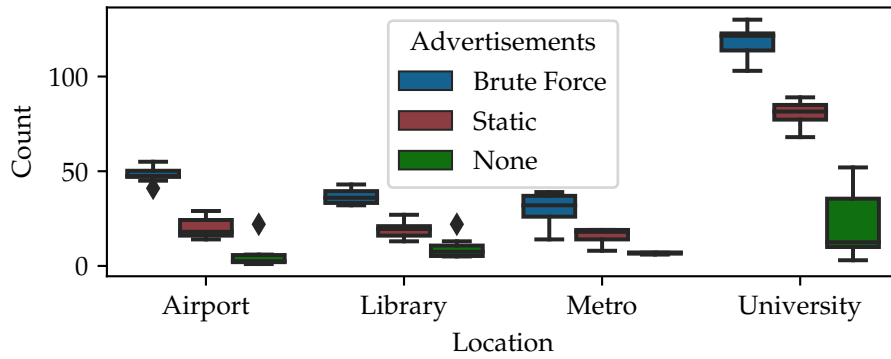 Advertisements
Brute Force
Static
None
Count
100
50
0
Airport Library Metro University
Location